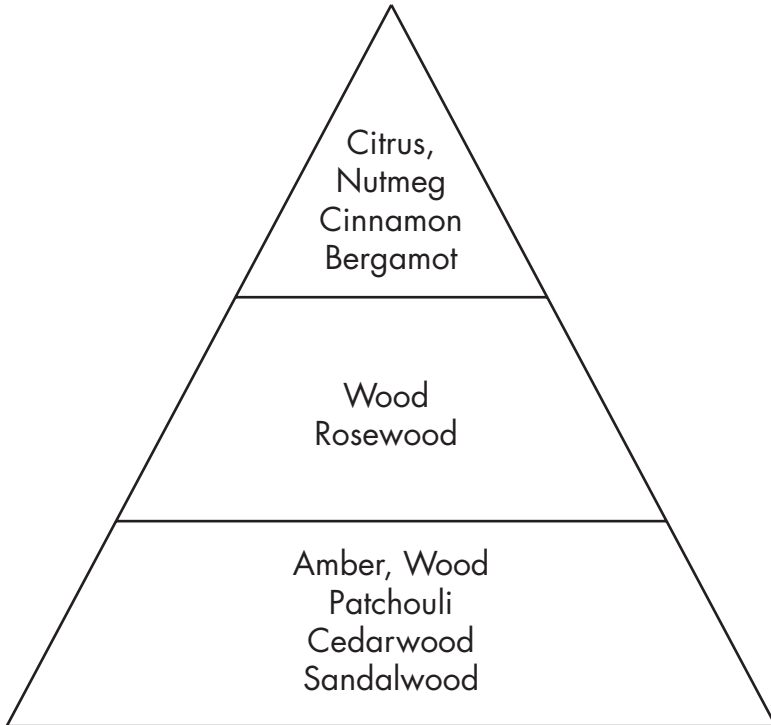 Citrus,
Nutmeg
Cinnamon
Bergamot
Wood
Rosewood
Amber, Wood
Patchouli
Cedarwood
Sandalwood